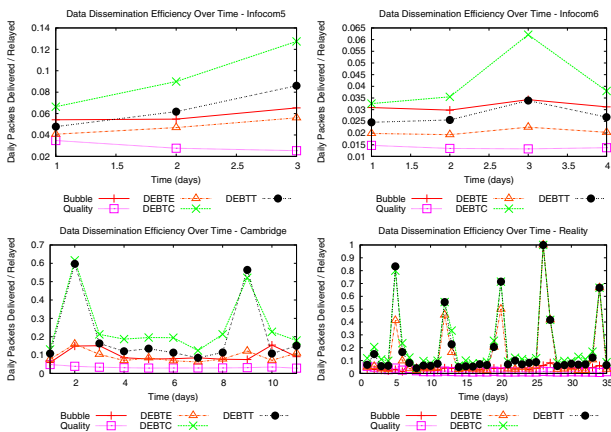 Data Dissemination Efficiency Over Time - Infocom5
Daily Packets Delivered / Relayed
0.14
0.12
0.1
0.08
0.06
0.04
0.02
1
1.5
2
2.5
3
Time (days)
Bubble
Quality
DEBTE
DEBTC
DEBTT
Data Dissemination Efficiency Over Time - Infocom6
Daily Packets Delivered / Relayed
0.065
0.06
0.055
0.05
0.045
0.04
0.035
0.03
0.025
0.02
0.015
0.01
1
1.5
2
2.5
3
3.5
4
Time (days)
Bubble
Quality
DEBTE
DEBTC
DEBTT
Data Dissemination Efficiency Over Time - Cambridge
Daily Packets Delivered / Relayed
0.7
0.6
0.5
0.4
0.3
0.2
0.1
0
2
4
6
8
10
Time (days)
Bubble
Quality
DEBTE
DEBTC
DEBTT
Data Dissemination Efficiency Over Time - Reality
Daily Packets Delivered / Relayed
1
0.9
0.8
0.7
0.6
0.5
0.4
0.3
0.2
0.1
0
0
5
10
15
20
25
30
35
Time (days)
Bubble
Quality
DEBTE
DEBTC
DEBTT